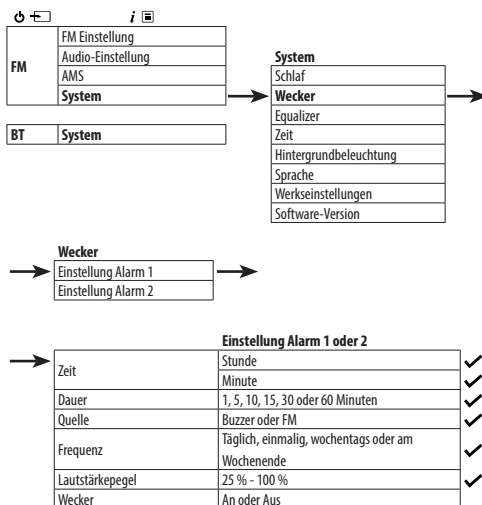 FM Einstellung
Audio-Einstellung
FM
AMS
System
BT System
System
Schlaf
Wecker
Equalizer
Zeit
Hintergrundbeleuchtung
Sprache
Werkseinstellungen
Software-Version
Wecker
Einstellung Alarm 1
Einstellung Alarm 2
Einstellung Alarm 1 oder 2
Zeit
Stunde
Minute
Dauer 1, 5, 10, 15, 30 oder 60 Minuten
Quelle Buzzer oder FM
Frequenz
Täglich, einmalig, wochentags oder am
Wochenende
Lautstärkepegel 25 % - 100 %
Wecker An oder Aus